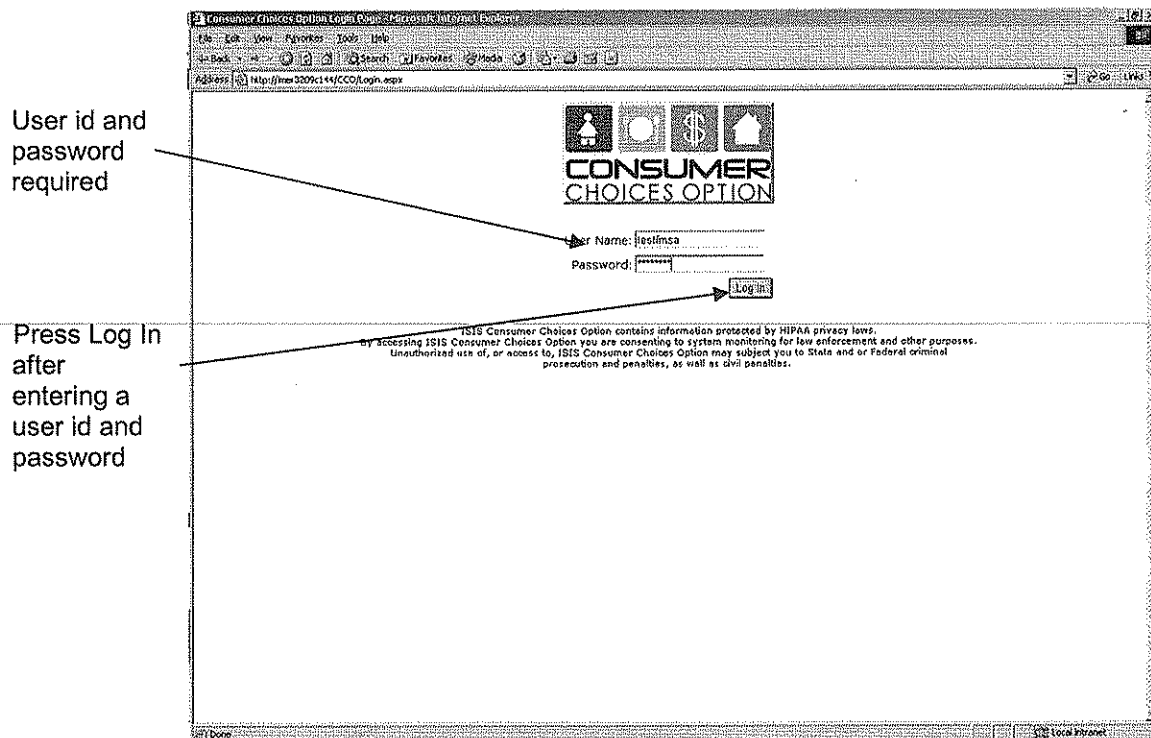 Consumer Choices Option Login Page - Microsoft Internet Explorer
File Edit View Favorites Tools Help
Back Search Favorites Media
Address Go Links
User id and
password
required
CONSUMER
CHOICES OPTION
User Name:
Password: *******
Log In
Press Log In
after
entering a
user id and
password
ISIS Consumer Choices Option contains information protected by HIPAA privacy laws.
By accessing ISIS Consumer Choices Option you are consenting to system monitoring for law enforcement and other purposes.
Unauthorized use of, or access to, ISIS Consumer Choices Option may subject you to State and or Federal criminal
prosecution and penalties, as well as civil penalties.
Done Local intranet